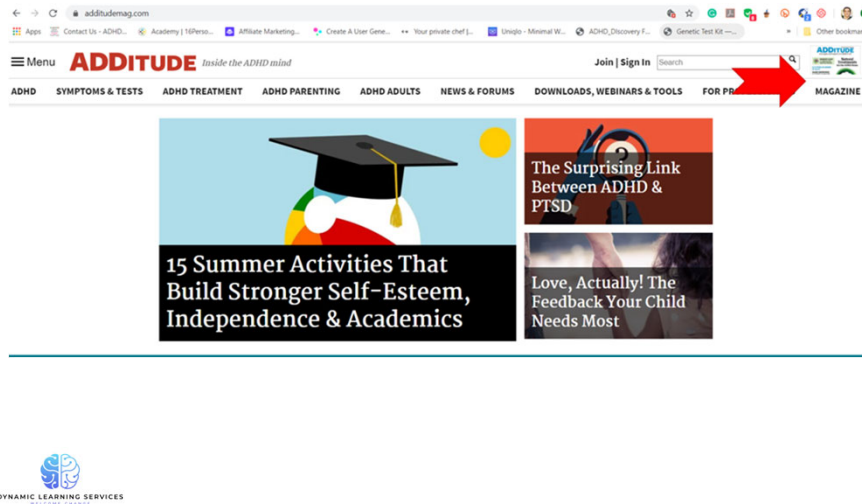 additudemag.com
Apps Contact Us - ADHD... Academy | 16Perso... Affiliate Marketing... Create A User Gene... Your private chef |... Uniqlo - Minimal W... ADHD_Discovery F... Genetic Test Kit —... » Other bookmar
Menu ADDITUDE Inside the ADHD mind Join | Sign In Search
ADDITUDE
ADHD SYMPTOMS & TESTS ADHD TREATMENT ADHD PARENTING ADHD ADULTS NEWS & FORUMS DOWNLOADS, WEBINARS & TOOLS FOR PR MAGAZINE
15 Summer Activities That
Build Stronger Self-Esteem,
Independence & Academics
?
The Surprising Link
Between ADHD &
PTSD
Love, Actually! The
Feedback Your Child
Needs Most
DYNAMIC LEARNING SERVICES